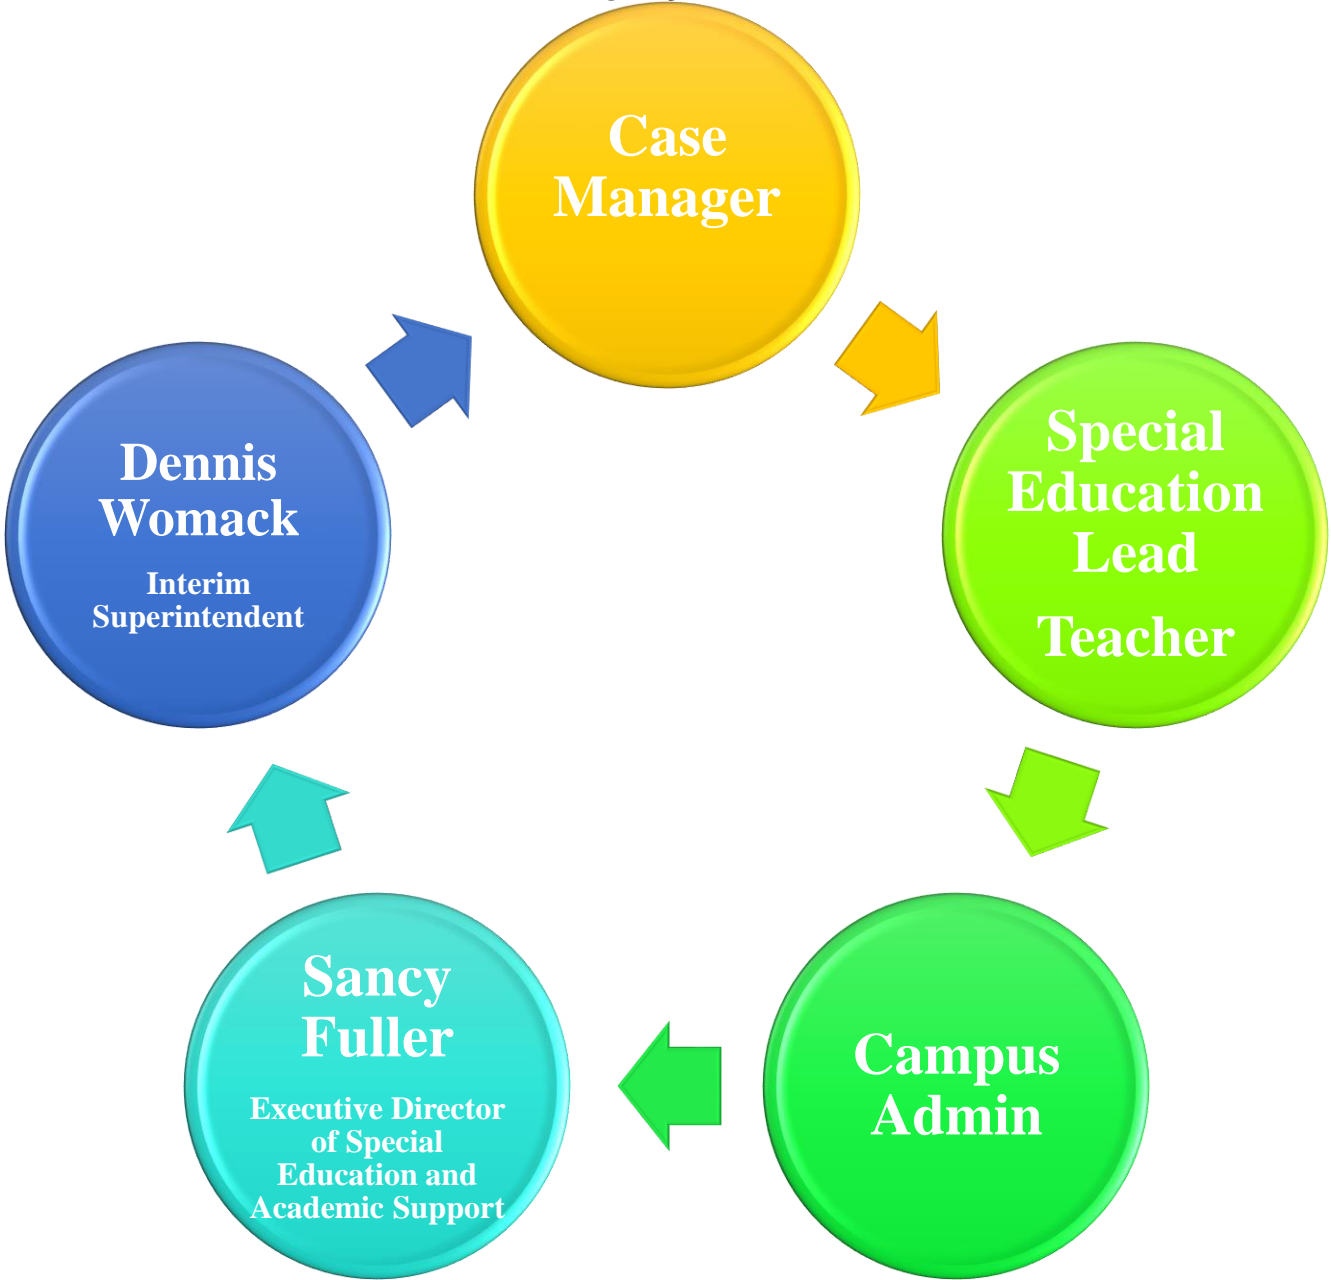 Case
Manager
Special
Education
Lead
Teacher
Campus
Admin
Sancy
Fuller
Executive Director
of Special
Education and
Academic Support
Dennis
Womack
Interim
Superintendent